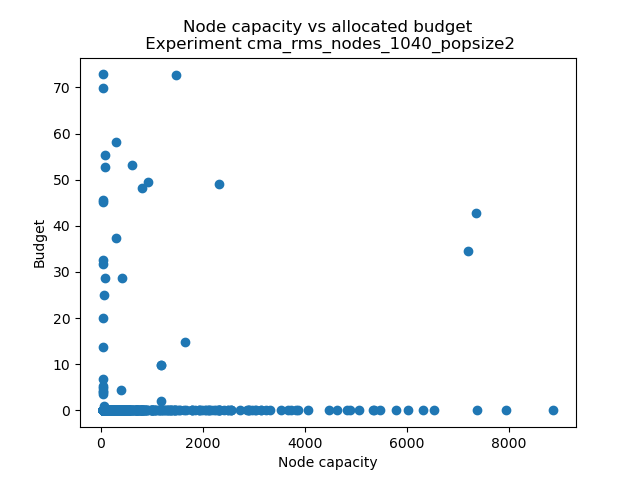 Node capacity vs allocated budget
Experiment cma_rms_nodes_1040_popsize2
70
60
50
40
30
20
10
0
Budget
0 2000 4000 6000 8000
Node capacity